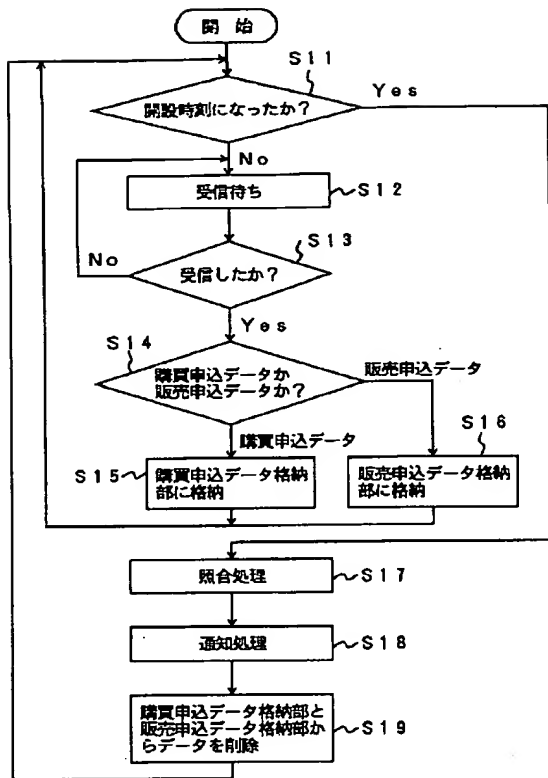 開 始
S11
開設時刻になったか？
Yes
No
受信待ち
S12
S13
受信したか？
No
Yes
S14
購買申込データか
販売申込データか？
販売申込データ
購買申込データ
S16
S15
購買申込データ格納
部に格納
販売申込データ格納
部に格納
照合処理
S17
通知処理
S18
購買申込データ格納部と
販売申込データ格納部か
らデータを削除
S19